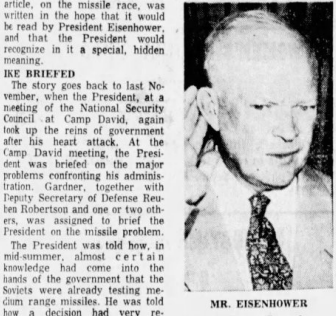 article, on the missile race, was
written in the hope that it would
be read by President Eisenhower,
and that the President would
recognize in it a special, hidden
meaning.
IKE BRIEFED
The story goes back to last No-
vember, when the President, at a
meeting of the National Security
Council at Camp David, again
took up the reins of government
after his heart attack. At the
Camp David meeting, the Presi-
dent was briefed on the major
problems confronting his adminis-
tration. Gardner, together with
Deputy Secretary of Defense Reu-
ben Robertson and one or two oth-
ers, was assigned to brief the
President on the missile problem.
The President was told how, in
mid-summer, almost certain
knowledge had come into the
hands of the government that the
Soviets were already testing me-
dium range missiles. He was told
how a decision had very re-
MR. EISENHOWER